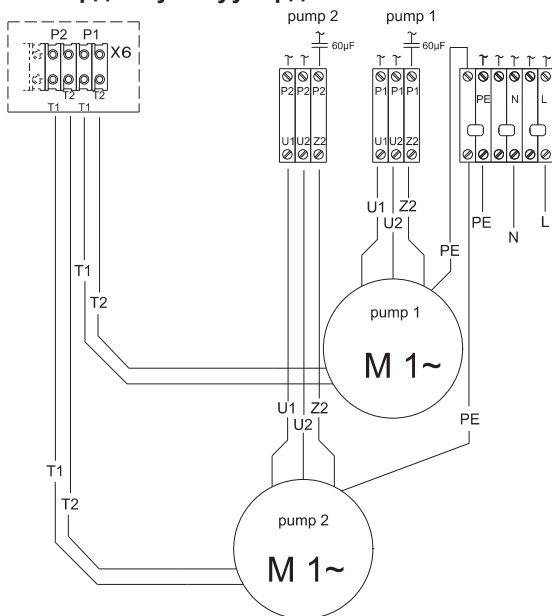 pump 2 pump 1
P2 P1
X6
60µF 60µF
P2 P2 P2 P1 P1 P1 PE N L
T2 T2
T1 T1
U1 U2 Z2 U1 U2 Z2
U1 Z2
U2
PE L
N
PE
T1
T2
pump 1
M 1~
U1 Z2
U2
PE
T1
T2
pump 2
M 1~